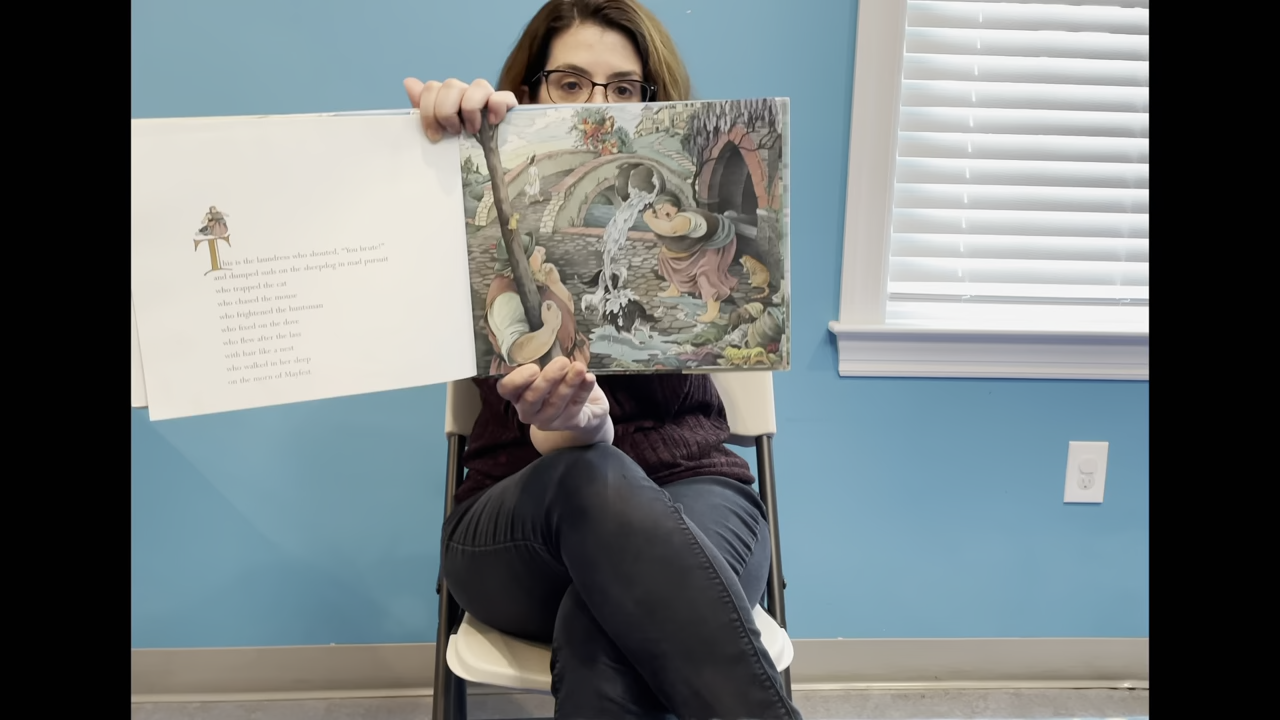 This is the laundress who shouted, "You brute!"
and dumped suds on the sheepdog in mad pursuit
who trapped the cat
who chased the mouse
who frightened the huntsman
who fixed on the dove
who flew after the lass
with hair like a nest
who walked in her sleep
on the morn of Mayfest.